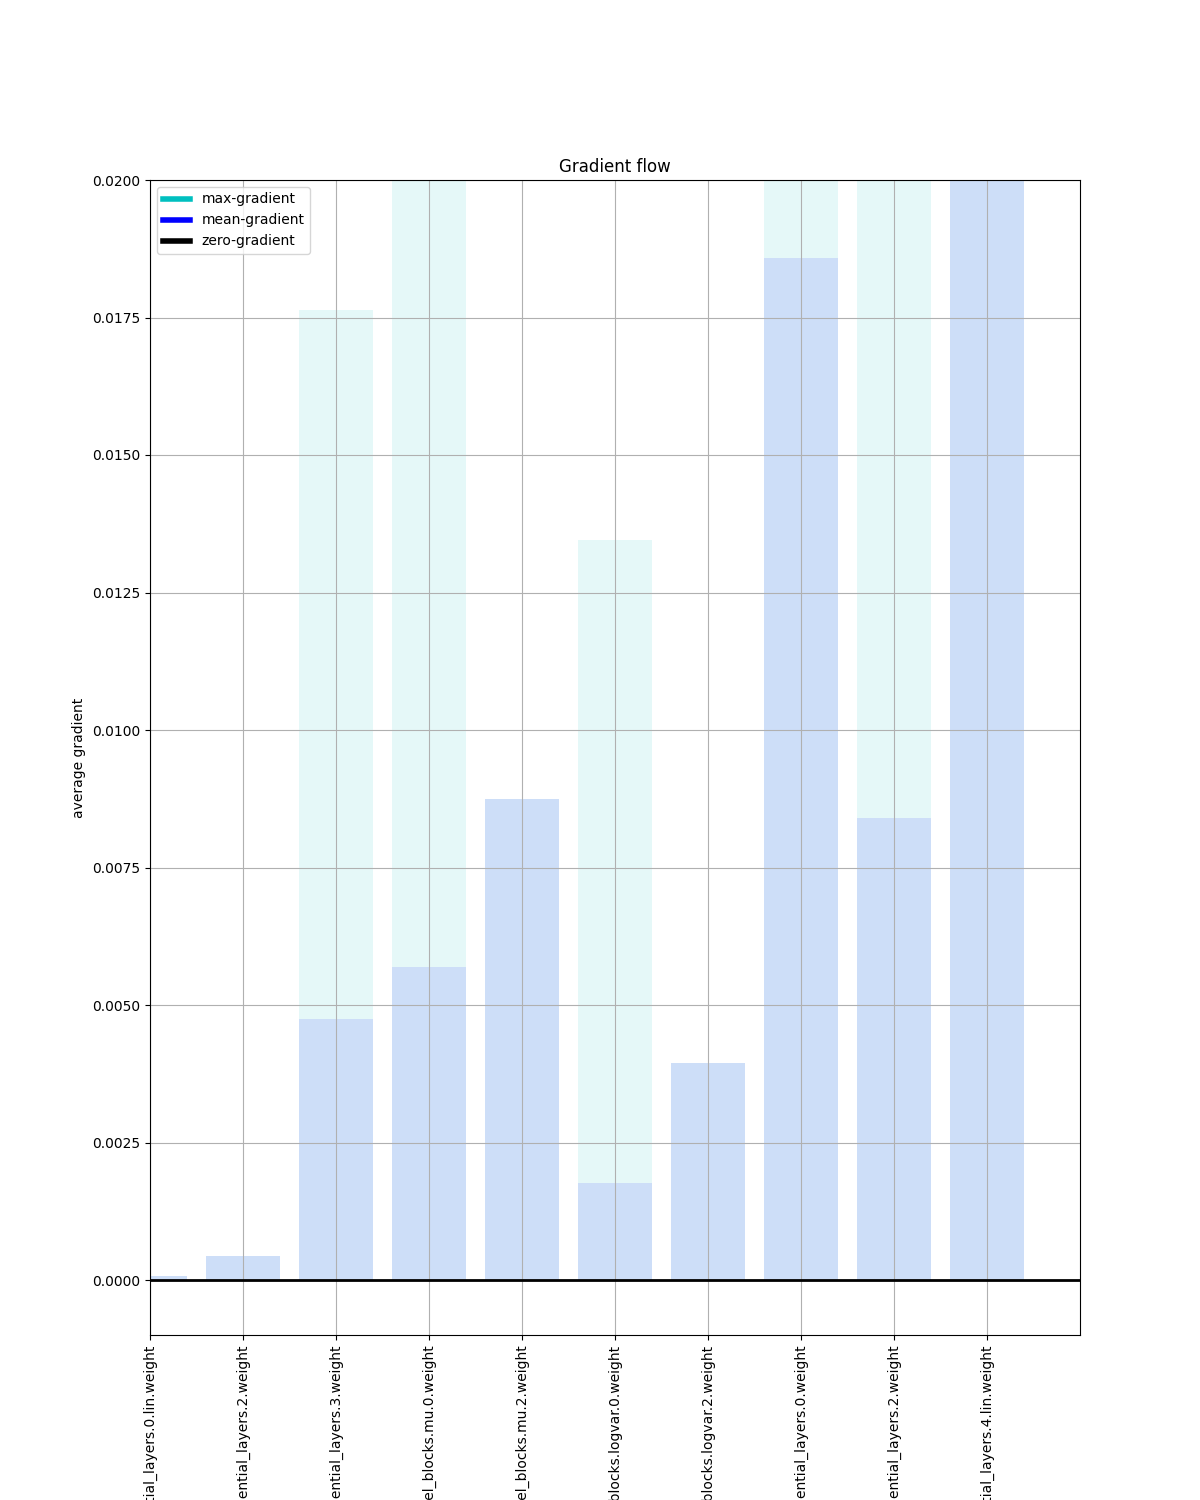 Gradient flow
max-gradient
mean-gradient
zero-gradient
0.0200
0.0175
0.0150
0.0125
0.0100
0.0075
0.0050
0.0025
0.0000
average gradient
tial_layers.0.lin.weight
ential_layers.2.weight
ential_layers.3.weight
el_blocks.mu.0.weight
el_blocks.mu.2.weight
blocks.logvar.0.weight
blocks.logvar.2.weight
ential_layers.0.weight
ential_layers.2.weight
tial_layers.4.lin.weight